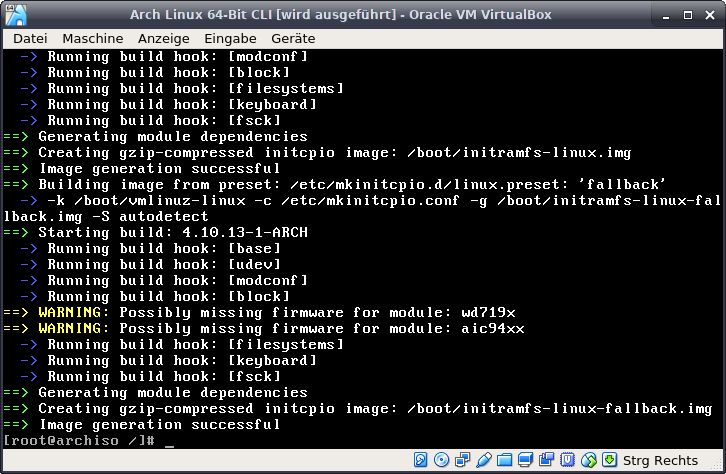 Arch Linux 64-Bit CLI [wird ausgeführt] - Oracle VM VirtualBox
Datei Maschine Anzeige Eingabe Geräte
-> Running build hook: [modconf]
-> Running build hook: [block]
-> Running build hook: [filesystems]
-> Running build hook: [keyboard]
-> Running build hook: [fsck]
==> Generating module dependencies
==> Creating gzip-compressed initcpio image: /boot/initramfs-linux.img
==> Image generation successful
==> Building image from preset: /etc/mkinitcpio.d/linux.preset: 'fallback'
-> -k /boot/vmlinuz-linux -c /etc/mkinitcpio.conf -g /boot/initramfs-linux-fal
lback.img -S autodetect
==> Starting build: 4.10.13-1-ARCH
-> Running build hook: [base]
-> Running build hook: [udev]
-> Running build hook: [modconf]
-> Running build hook: [block]
==> WARNING: Possibly missing firmware for module: wd719x
==> WARNING: Possibly missing firmware for module: aic94xx
-> Running build hook: [filesystems]
-> Running build hook: [keyboard]
-> Running build hook: [fsck]
==> Generating module dependencies
==> Creating gzip-compressed initcpio image: /boot/initramfs-linux-fallback.img
==> Image generation successful
[root@archiso /]# _
Strg Rechts